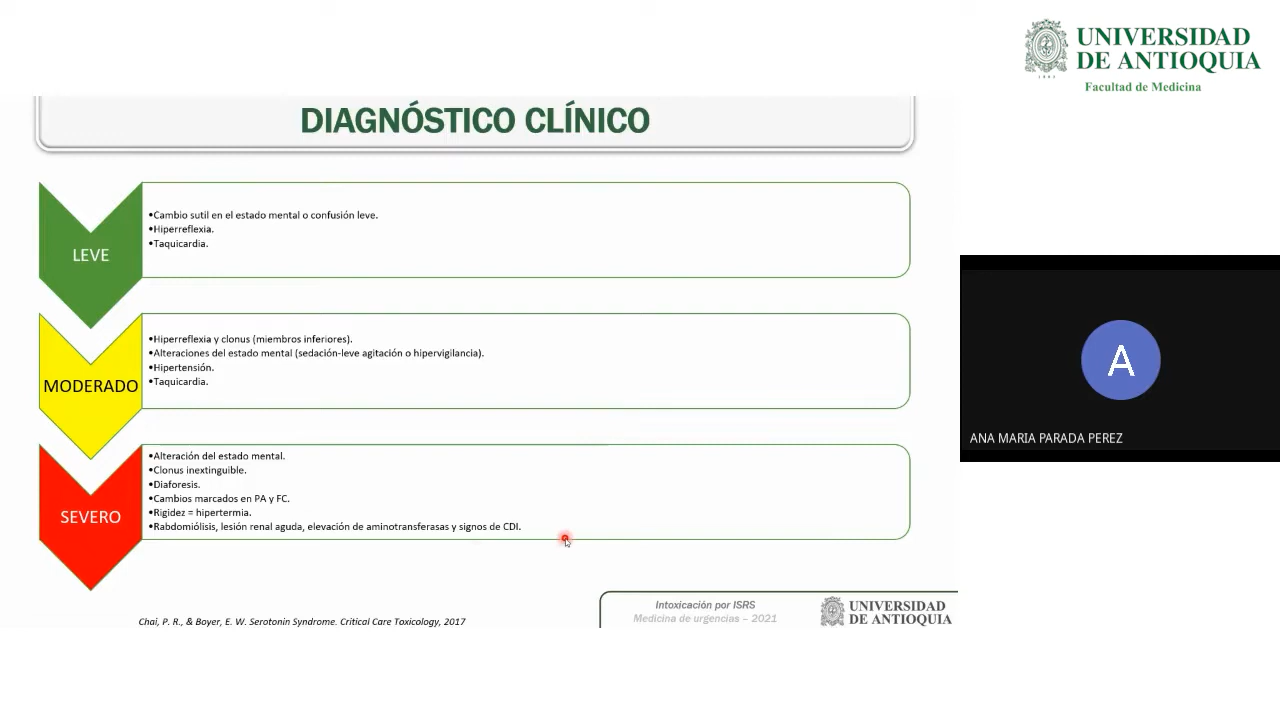 UNIVERSIDAD
DE ANTIOQUIA
1803
Facultad de Medicina
DIAGNÓSTICO CLÍNICO
LEVE
•Cambio sutil en el estado mental o confusión leve.
•Hiperreflexia.
•Taquicardia.
MODERADO
•Hiperreflexia y clonus (miembros inferiores).
•Alteraciones del estado mental (sedación-leve agitación o hipervigilancia).
•Hipertensión.
•Taquicardia.
SEVERO
•Alteración del estado mental.
•Clonus inextinguible.
•Diaforesis.
•Cambios marcados en PA y FC.
•Rigidez = hipertermia.
•Rabdomiólisis, lesión renal aguda, elevación de aminotransferasas y signos de CDI.
A
ANA MARIA PARADA PEREZ
Intoxicación por ISRS
Medicina de urgencias – 2021
UNIVERSIDAD
DE ANTIOQUIA
Chai, P. R., & Boyer, E. W. Serotonin Syndrome. Critical Care Toxicology, 2017